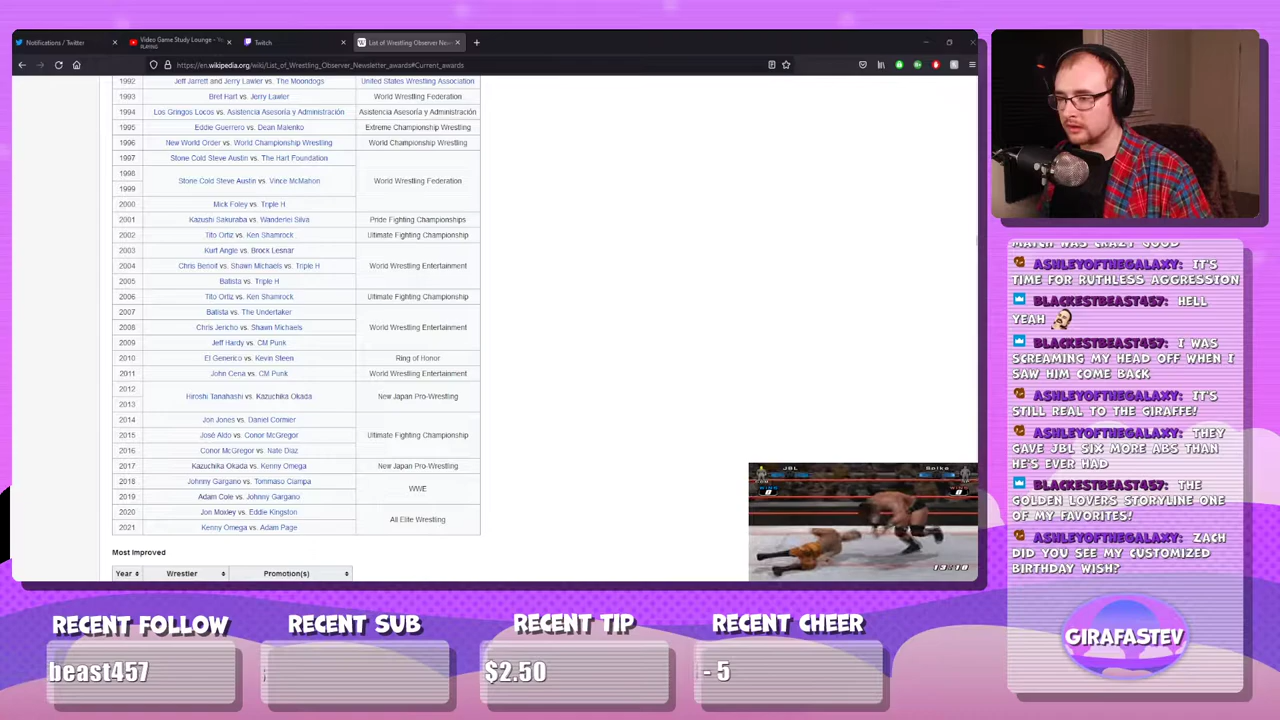 Notifications / Twitter
Video Game Study Lounge
PLAYING
Twitch
List of Wrestling Observer New
https://en.wikipedia.org/wiki/List_of_Wrestling_Observer_Newsletter_awards#Current_awards
1992 Jeff Jarrett and Jerry Lawler vs. The Moondogs United States Wrestling Association
1993 Bret Hart vs. Jerry Lawler World Wrestling Federation
1994 Los Gringos Locos vs. Asistencia Asesoría y Administración Asistencia Asesoría y Administración
1995 Eddie Guerrero vs. Dean Malenko Extreme Championship Wrestling
1996 New World Order vs. World Championship Wrestling World Championship Wrestling
1997 Stone Cold Steve Austin vs. The Hart Foundation
1998
Stone Cold Steve Austin vs. Vince McMahon World Wrestling Federation
1999
2000 Mick Foley vs. Triple H
2001 Kazushi Sakuraba vs. Wanderlei Silva Pride Fighting Championships
2002 Tito Ortiz vs. Ken Shamrock Ultimate Fighting Championship
2003 Kurt Angle vs. Brock Lesnar
2004 Chris Benoit vs. Shawn Michaels vs. Triple H World Wrestling Entertainment
2005 Batista vs. Triple H
2006 Tito Ortiz vs. Ken Shamrock Ultimate Fighting Championship
2007 Batista vs. The Undertaker
2008 Chris Jericho vs. Shawn Michaels World Wrestling Entertainment
2009 Jeff Hardy vs. CM Punk
2010 El Generico vs. Kevin Steen Ring of Honor
2011 John Cena vs. CM Punk World Wrestling Entertainment
2012
Hiroshi Tanahashi vs. Kazuchika Okada New Japan Pro-Wrestling
2013
2014 Jon Jones vs. Daniel Cormier
2015 José Aldo vs. Conor McGregor Ultimate Fighting Championship
2016 Conor McGregor vs. Nate Diaz
2017 Kazuchika Okada vs. Kenny Omega New Japan Pro-Wrestling
2018 Johnny Gargano vs. Tommaso Ciampa
WWE
2019 Adam Cole vs. Johnny Gargano
2020 Jon Moxley vs. Eddie Kingston
All Elite Wrestling
2021 Kenny Omega vs. Adam Page
Most Improved
Year Wrestler Promotion(s)
JBL Spike
13:10
MATCH WAS CRAZY GOOD
ASHLEYOFTHEGALAXY: IT'S
TIME FOR RUTHLESS AGGRESSION
BLACKESTBEAST457: HELL
YEAH
BLACKESTBEAST457: I WAS
SCREAMING MY HEAD OFF WHEN I
SAW HIM COME BACK
ASHLEYOFTHEGALAXY: IT'S
STILL REAL TO THE GIRAFFE!
ASHLEYOFTHEGALAXY: THEY
GAVE JBL SIX MORE ABS THAN
HE'S EVER HAD
BLACKESTBEAST457: THE
GOLDEN LOVERS STORYLINE ONE
OF MY FAVORITES!
ASHLEYOFTHEGALAXY: ZACH
DID YOU SEE MY CUSTOMIZED
BIRTHDAY WISH?
GIRAFASTEV
RECENT FOLLOW
beast457
RECENT SUB
RECENT TIP
$2.50
RECENT CHEER
- 5